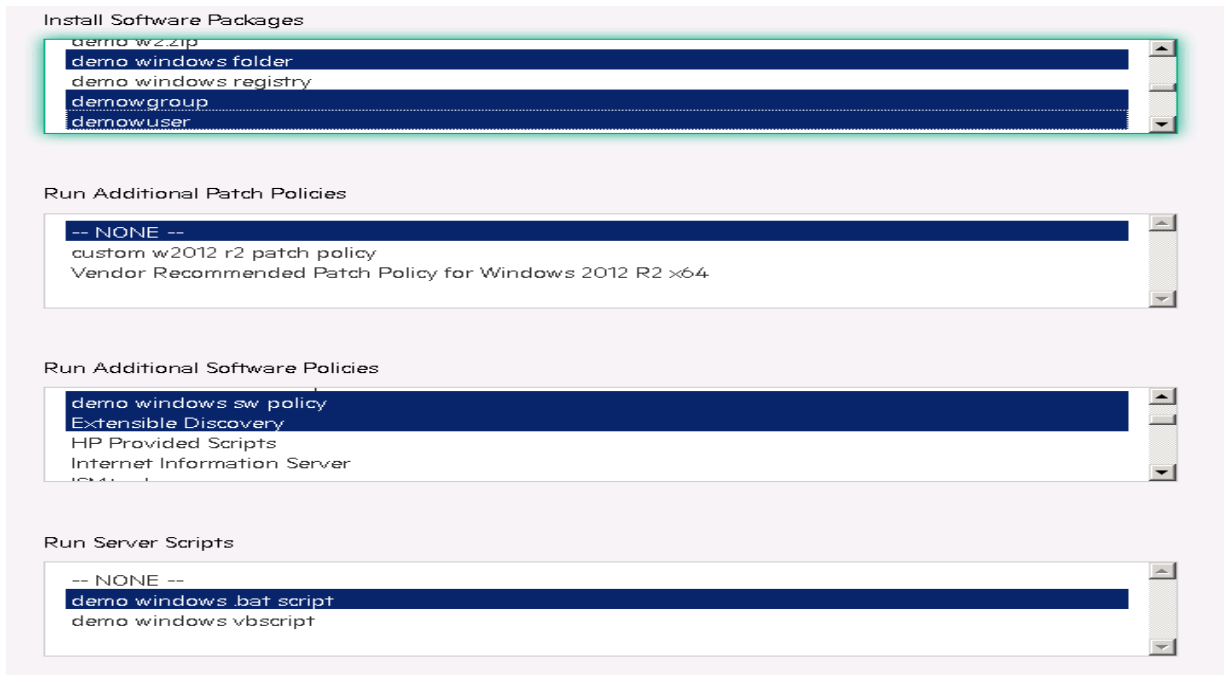 Install Software Packages
demo w2.zip
demo windows folder
demo windows registry
demowgroup
demowuser
Run Additional Patch Policies
-- NONE --
custom w2012 r2 patch policy
Vendor Recommended Patch Policy for Windows 2012 R2 x64
Run Additional Software Policies
demo windows sw policy
Extensible Discovery
HP Provided Scripts
Internet Information Server
Run Server Scripts
-- NONE --
demo windows .bat script
demo windows vbscript